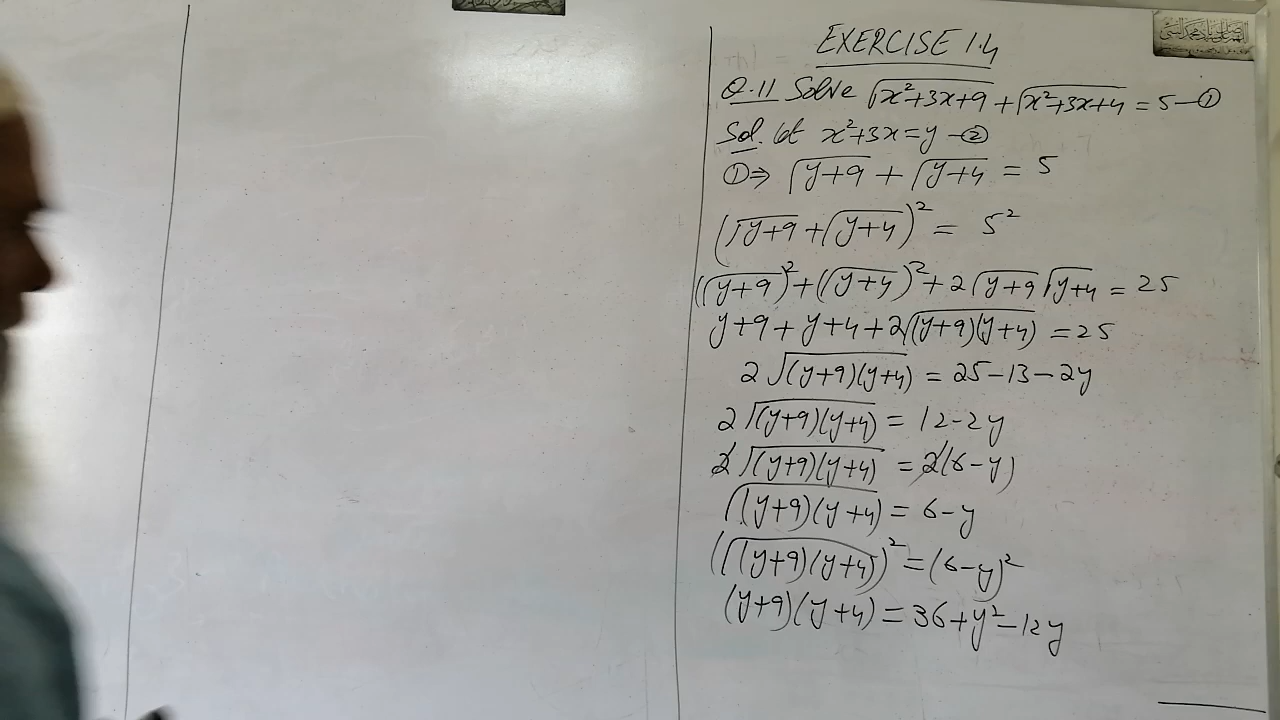 EXERCISE 1.4
Q.11 Solve √(x²+3x+9) + √(x²+3x+4) = 5 — ①
Sol. let x²+3x = y — ②
① ⇒ √(y+9) + √(y+4) = 5
(√(y+9) + √(y+4))² = 5²
(√(y+9))² + (√(y+4))² + 2√(y+9) √(y+4) = 25
y+9 + y+4 + 2√((y+9)(y+4)) = 25
2√((y+9)(y+4)) = 25-13-2y
2√((y+9)(y+4)) = 12-2y
2√((y+9)(y+4)) = 2(6-y)
√((y+9)(y+4)) = 6-y
(√((y+9)(y+4)))² = (6-y)²
(y+9)(y+4) = 36+y²-12y